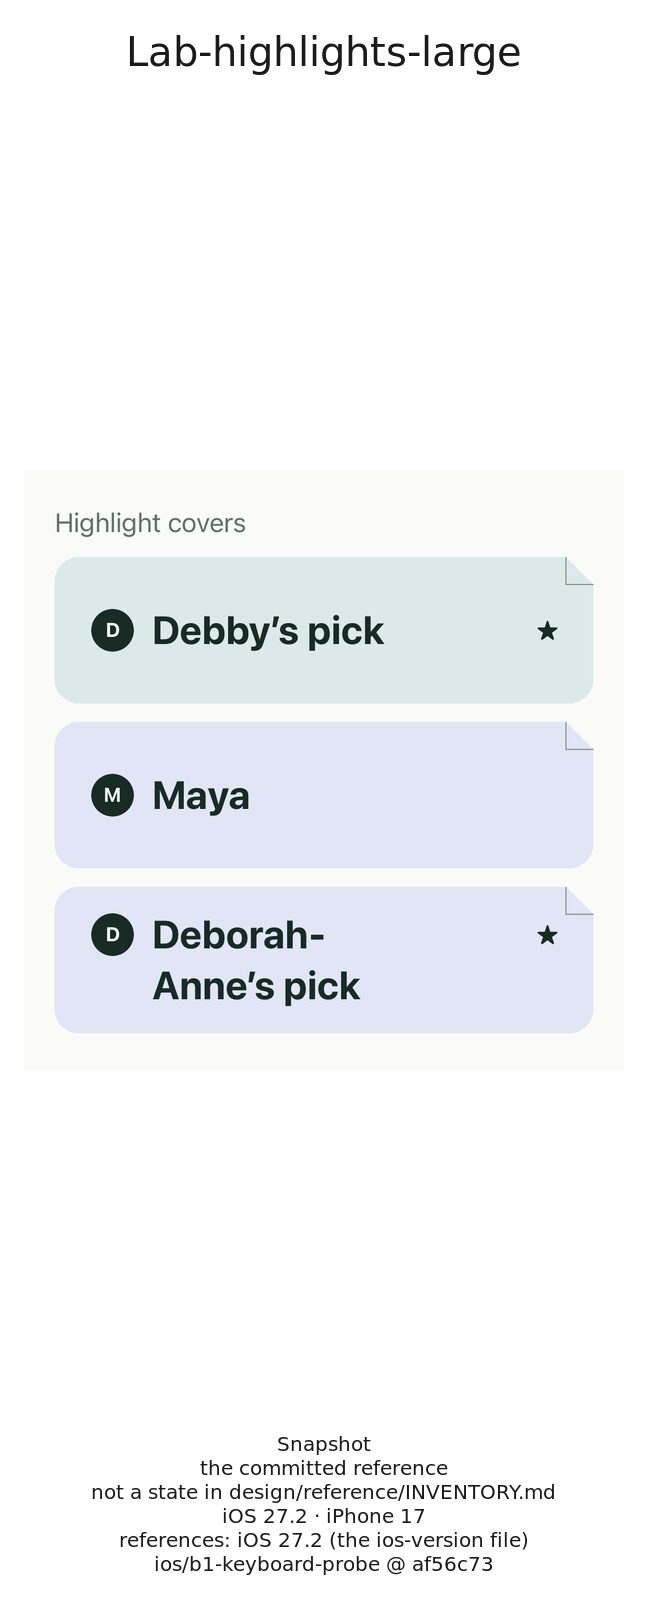 Lab-highlights-large
Highlight covers
D Debby’s pick ★
M Maya
D Deborah-
Anne’s pick ★
Snapshot
the committed reference
not a state in design/reference/INVENTORY.md
iOS 27.2 · iPhone 17
references: iOS 27.2 (the ios-version file)
ios/b1-keyboard-probe @ af56c73